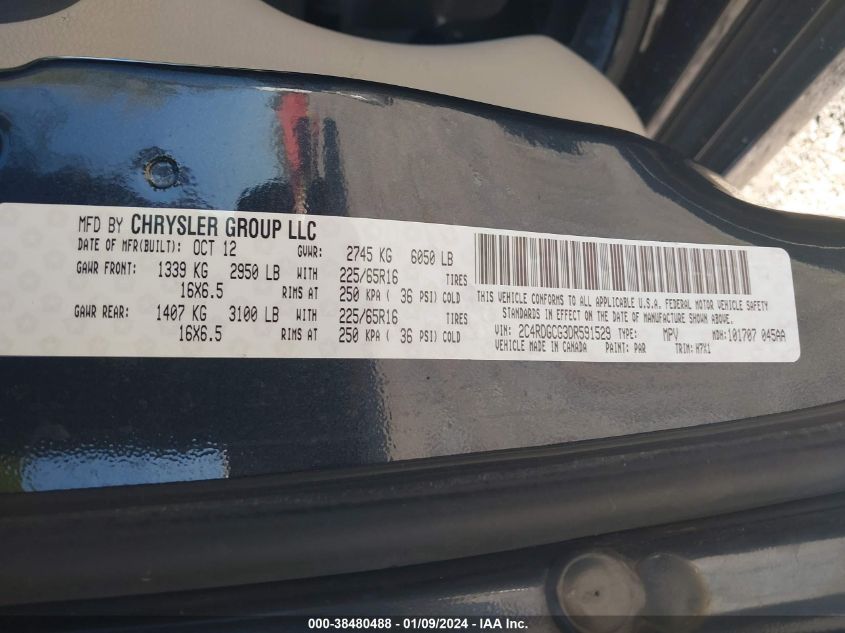 MFD BY CHRYSLER GROUP LLC
DATE OF MFR(BUILT): OCT 12 GVWR: 2745 KG 6050 LB
GAWR FRONT: 1339 KG 2950 LB WITH 225/65R16 TIRES
16X6.5 RIMS AT 250 KPA ( 36 PSI) COLD
GAWR REAR: 1407 KG 3100 LB WITH 225/65R16 TIRES
16X6.5 RIMS AT 250 KPA ( 36 PSI) COLD
THIS VEHICLE CONFORMS TO ALL APPLICABLE U.S.A. FEDERAL MOTOR VEHICLE SAFETY
STANDARDS IN EFFECT ON THE DATE OF MANUFACTURE SHOWN ABOVE.
VIN: 2C4RDGCG3DR591529 TYPE: MPV MDH: 101707 045AA
VEHICLE MADE IN CANADA PAINT: PAR TRIM: H7X1
000-38480488 - 01/09/2024 - IAA Inc.